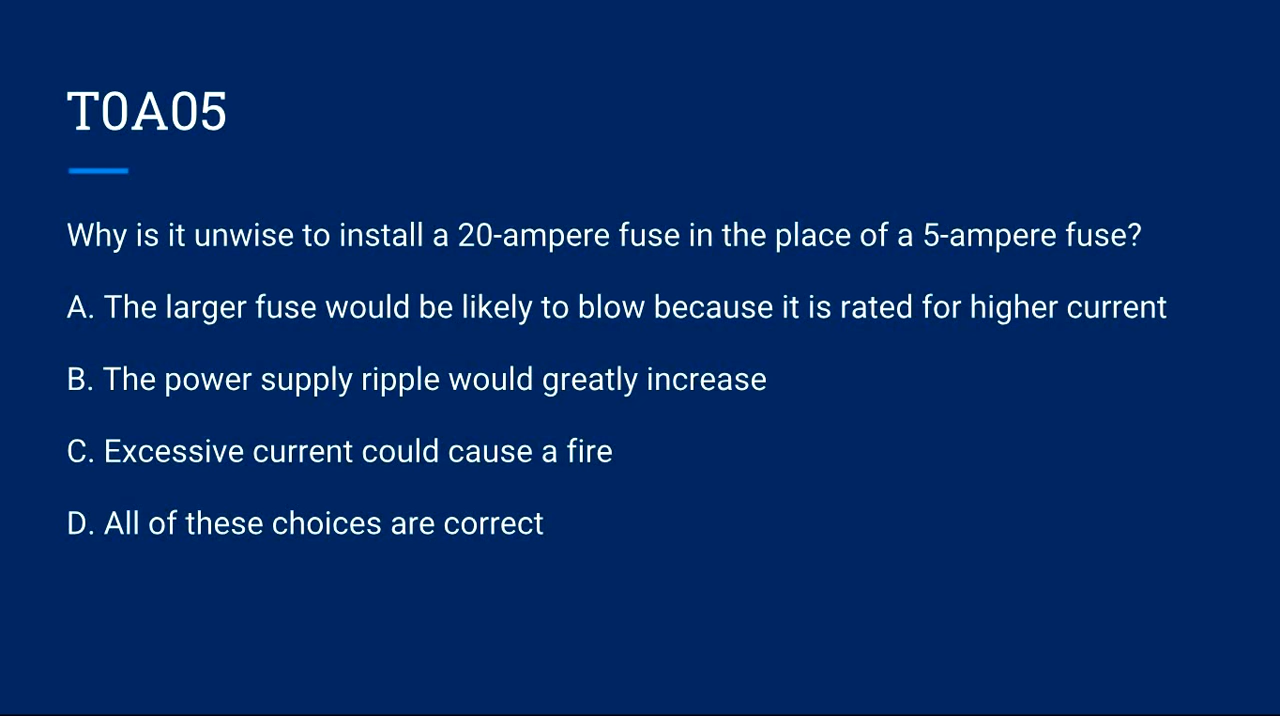 T0A05
Why is it unwise to install a 20-ampere fuse in the place of a 5-ampere fuse?
A. The larger fuse would be likely to blow because it is rated for higher current
B. The power supply ripple would greatly increase
C. Excessive current could cause a fire
D. All of these choices are correct